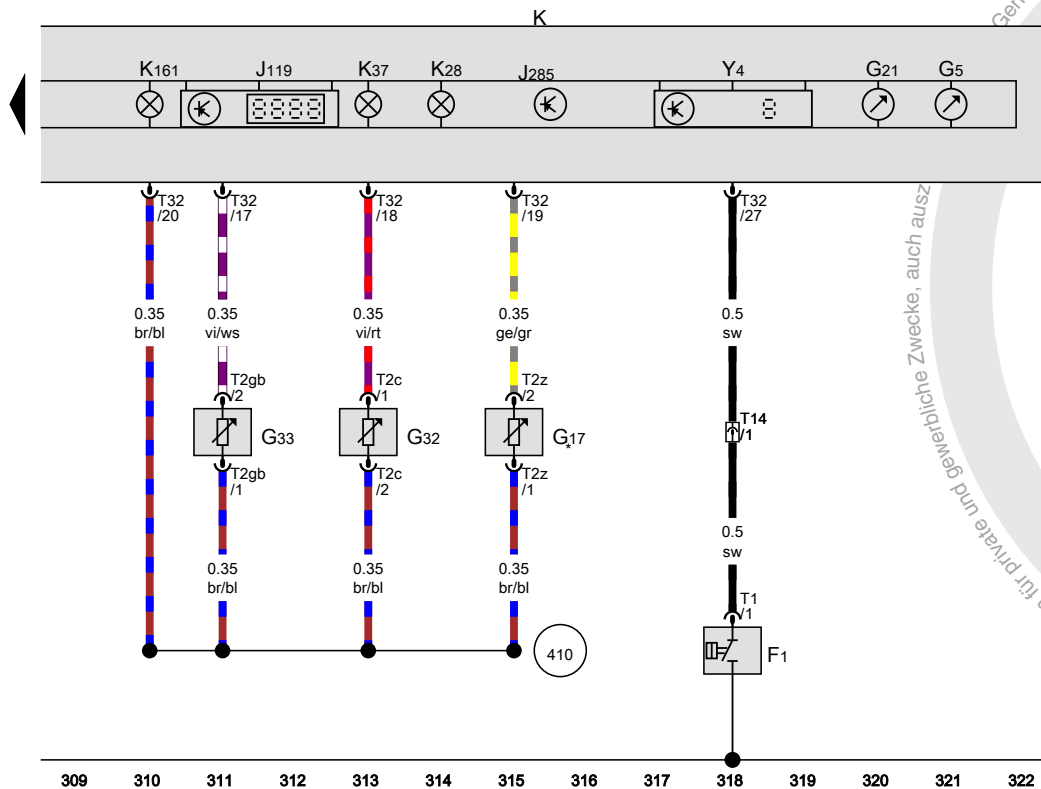 K
Gen
K161 J119 K37 K28 J285 Y4 G21 G5
T32 T32 T32 T32 T32
/20 /17 /18 /19 /27
0.35 0.35 0.35 0.35 0.5
br/bl vi/ws vi/rt ge/gr sw
T2gb T2c T2z
/2 /1 /2
T14
/1
G33 G32 G*17
T2gb T2c T2z
/1 /2 /1
0.5
sw
0.35 0.35 0.35
br/bl br/bl br/bl
T1
/1
410
F1
309 310 311 312 313 314 315 316 317 318 319 320 321 322
für private und gewerbliche Zwecke, auch ausz